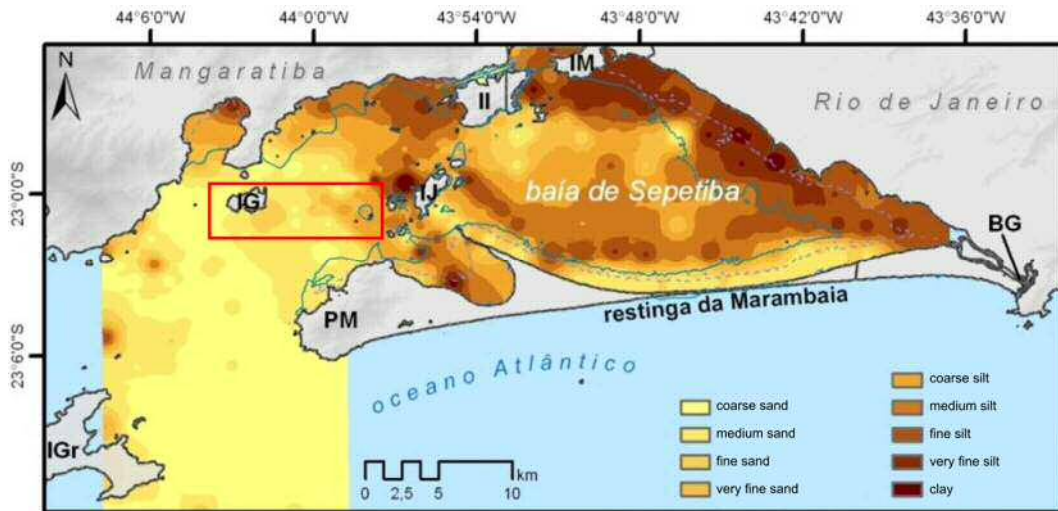 44°6'0"W 44°0'0"W 43°54'0"W 43°48'0"W 43°42'0"W 43°36'0"W
N
Mangaratiba
IM
II
Rio de Janeiro
23°0'0"S
IG
IJ
baía de Sepetiba
BG
PM
restinga da Marambaia
23°6'0"S
oceano Atlântico
IGr
km
0 2,5 5 10
coarse sand
medium sand
fine sand
very fine sand
coarse silt
medium silt
fine silt
very fine silt
clay